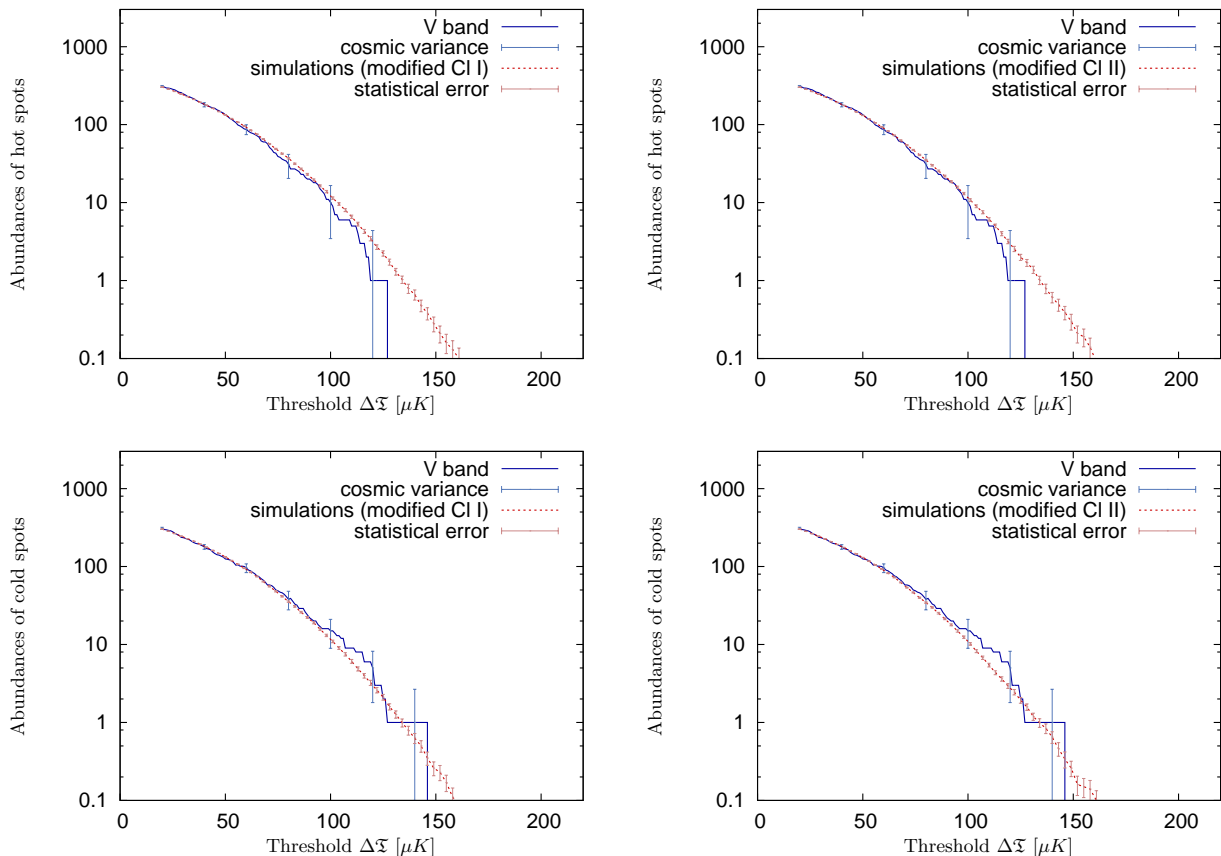 V band
cosmic variance
simulations (modified Cl I)
statistical error
Abundances of hot spots
1000
100
10
1
0.1
0 50 100 150 200
Threshold Δ𝔗 [μK]
V band
cosmic variance
simulations (modified Cl II)
statistical error
Abundances of hot spots
1000
100
10
1
0.1
0 50 100 150 200
Threshold Δ𝔗 [μK]
V band
cosmic variance
simulations (modified Cl I)
statistical error
Abundances of cold spots
1000
100
10
1
0.1
0 50 100 150 200
Threshold Δ𝔗 [μK]
V band
cosmic variance
simulations (modified Cl II)
statistical error
Abundances of cold spots
1000
100
10
1
0.1
0 50 100 150 200
Threshold Δ𝔗 [μK]